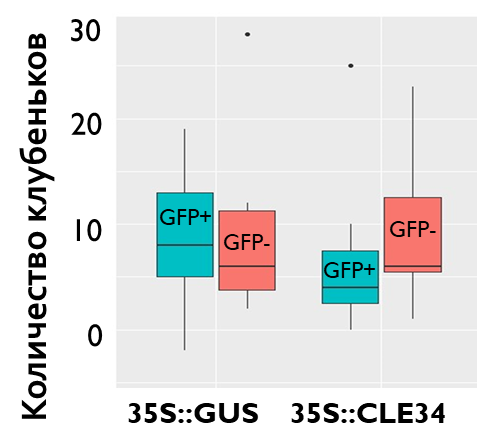 Количество клубеньков
30
20
10
0
GFP+
GFP-
GFP+
GFP-
35S::GUS 35S::CLE34